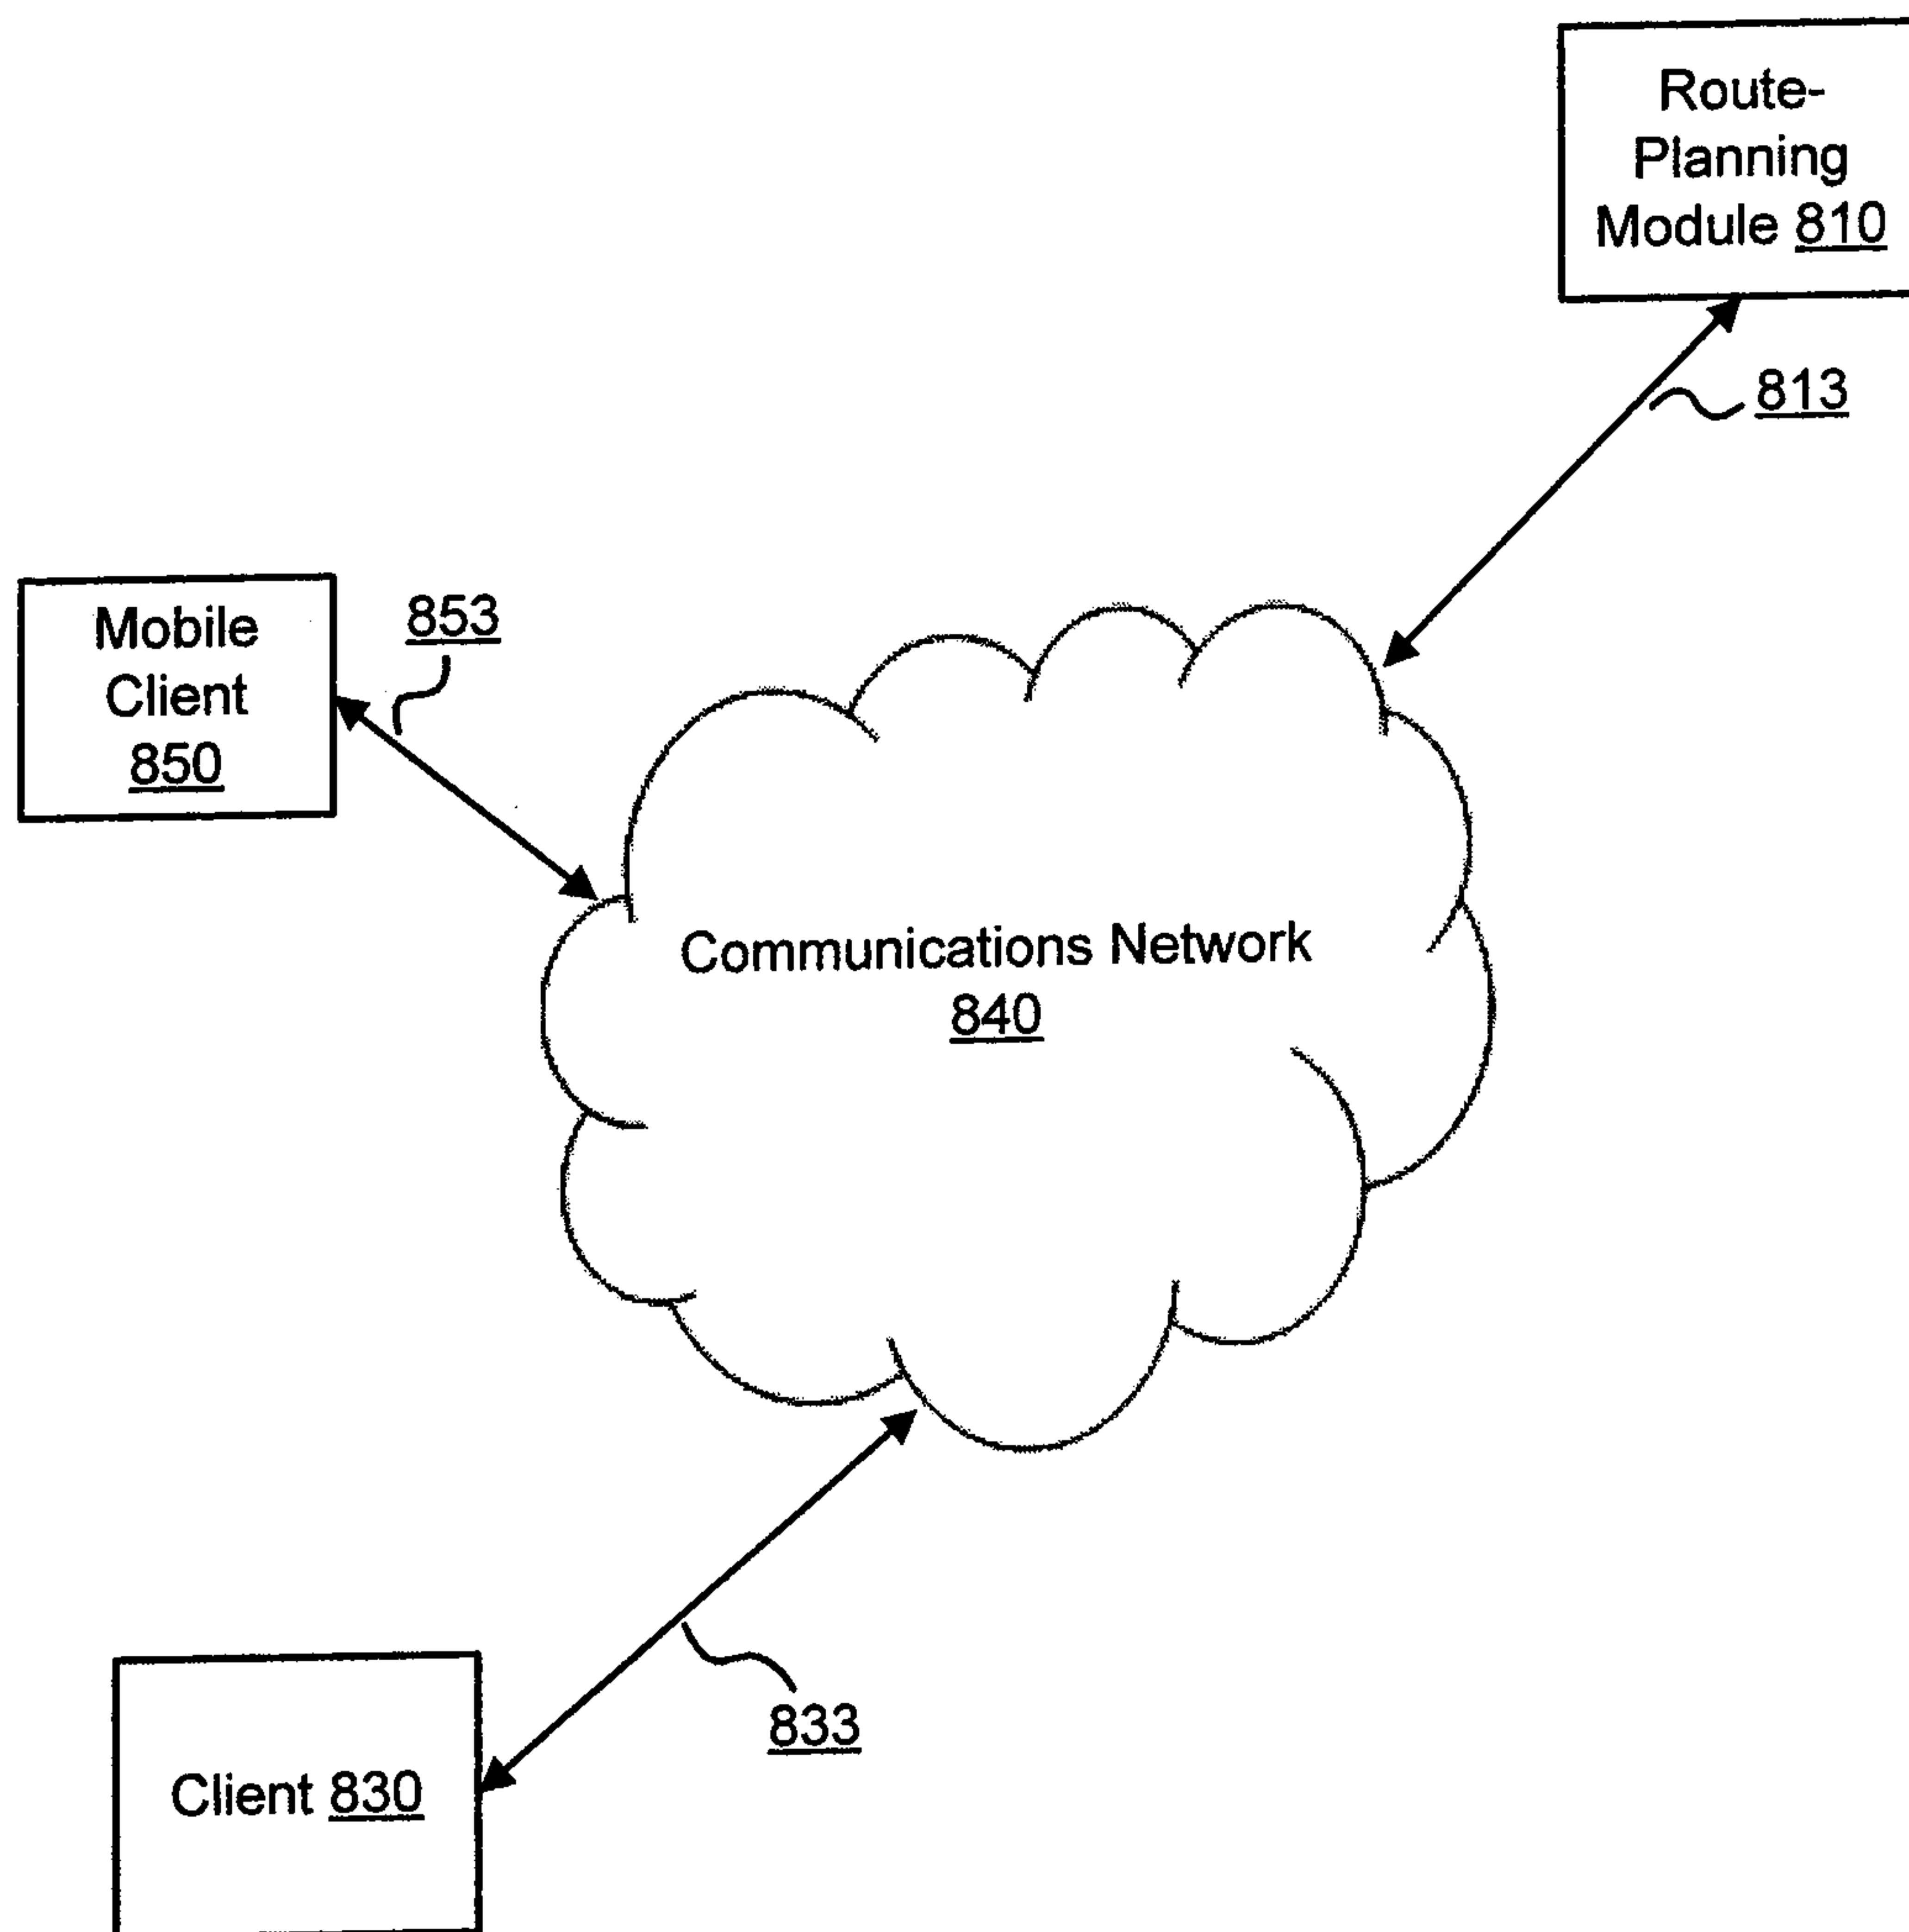 Route-
Planning
Module 810
813
Mobile
Client
850
853
Communications Network
840
833
Client 830